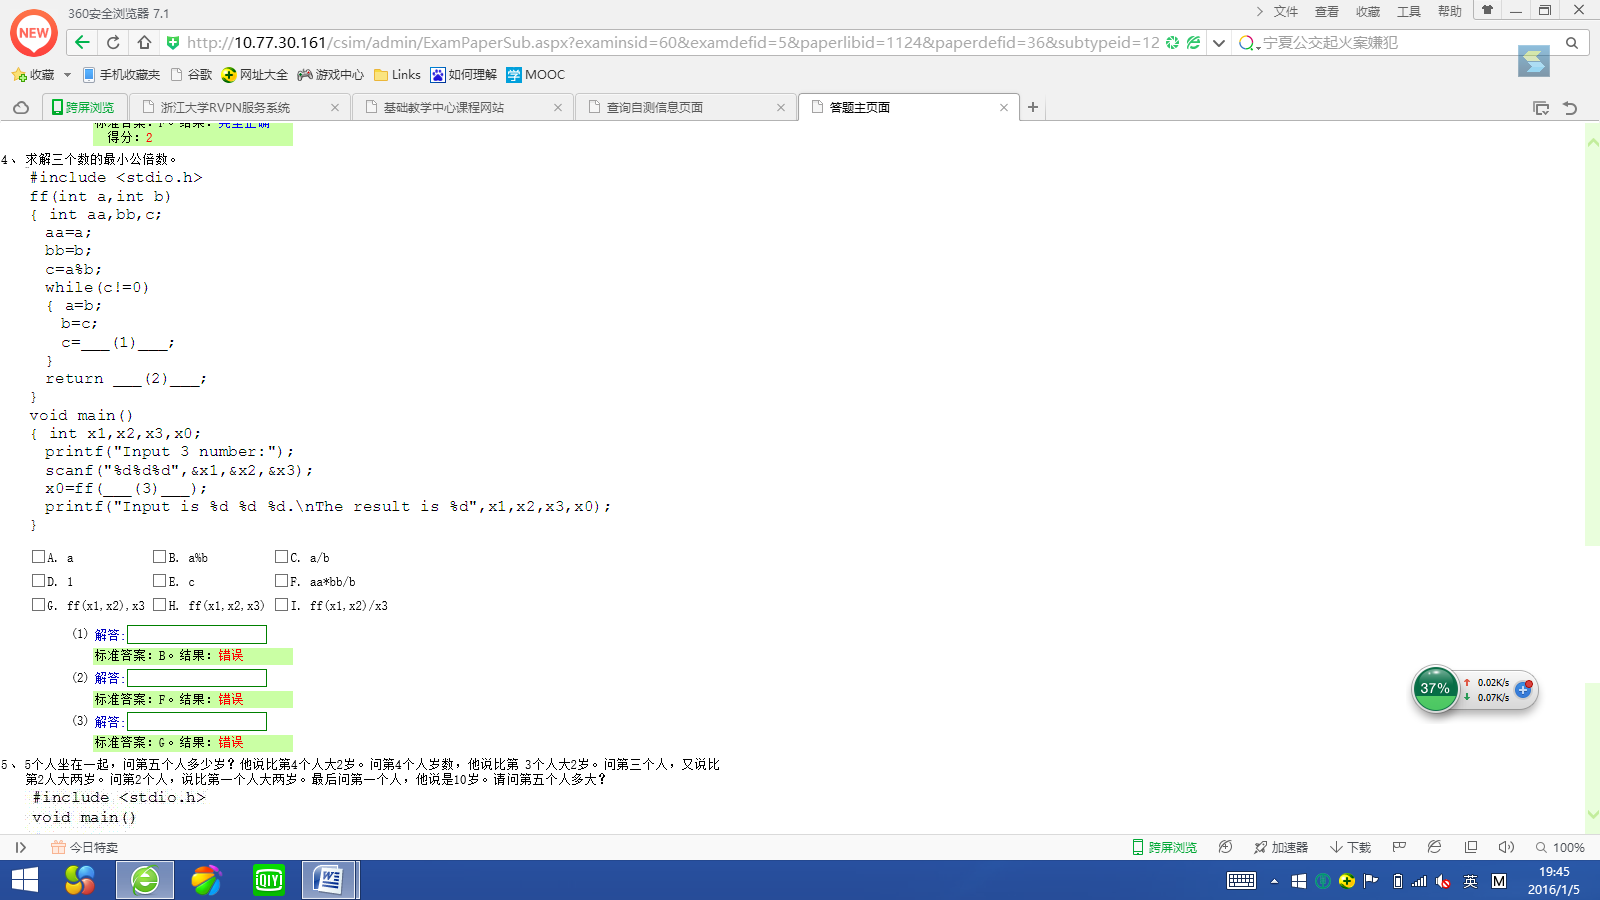 360安全浏览器 7.1
文件 查看 收藏 工具 帮助
NEW
http://10.77.30.161/csim/admin/ExamPaperSub.aspx?examinsid=60&examdefid=5&paperlibid=1124&paperdefid=36&subtypeid=12
宁夏公交起火案嫌犯
收藏 手机收藏夹 谷歌 网址大全 游戏中心 Links 如何理解 学 MOOC
跨屏浏览 浙江大学RVPN服务系统 基础教学中心课程网站 查询自测信息页面 答题主页面
标准答案：F。结果：完全正确
得分：2
4、求解三个数的最小公倍数。
#include <stdio.h>
ff(int a,int b)
{ int aa,bb,c;
aa=a;
bb=b;
c=a%b;
while(c!=0)
{ a=b;
b=c;
c=___(1)___;
}
return ___(2)___;
}
void main()
{ int x1,x2,x3,x0;
printf("Input 3 number:");
scanf("%d%d%d",&x1,&x2,&x3);
x0=ff(___(3)___);
printf("Input is %d %d %d.\nThe result is %d",x1,x2,x3,x0);
}
A. a B. a%b C. a/b
D. 1 E. c F. aa*bb/b
G. ff(x1,x2),x3 H. ff(x1,x2,x3) I. ff(x1,x2)/x3
(1) 解答:
标准答案：B。结果：错误
(2) 解答:
标准答案：F。结果：错误
(3) 解答:
标准答案：G。结果：错误
5、5个人坐在一起，问第五个人多少岁？他说比第4个人大2岁。问第4个人岁数，他说比第 3个人大2岁。问第三个人，又说比
第2人大两岁。问第2个人，说比第一个人大两岁。最后问第一个人，他说是10岁。请问第五个人多大？
#include <stdio.h>
void main()
37% 0.02K/s
0.07K/s
今日特卖 跨屏浏览 加速器 下载 100%
QIY 英 M 19:45
2016/1/5